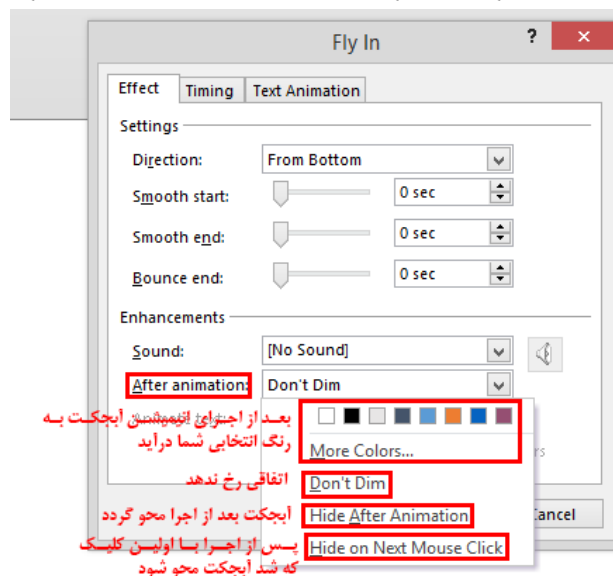 Fly In
?
×
Effect Timing Text Animation
Settings
Direction: From Bottom
Smooth start: 0 sec
Smooth end: 0 sec
Bounce end: 0 sec
Enhancements
Sound: [No Sound]
After animation: Don't Dim
بعد از اجرای انیمیشن آبجکت به
رنگ انتخابی شما درآید
More Colors...
rs
اتفاقی رخ ندهد
Don't Dim
آبجکت بعد از اجرا محو گردد
Hide After Animation
Cancel
پس از اجرا با اولین کلیک
که شد آبجکت محو شود
Hide on Next Mouse Click